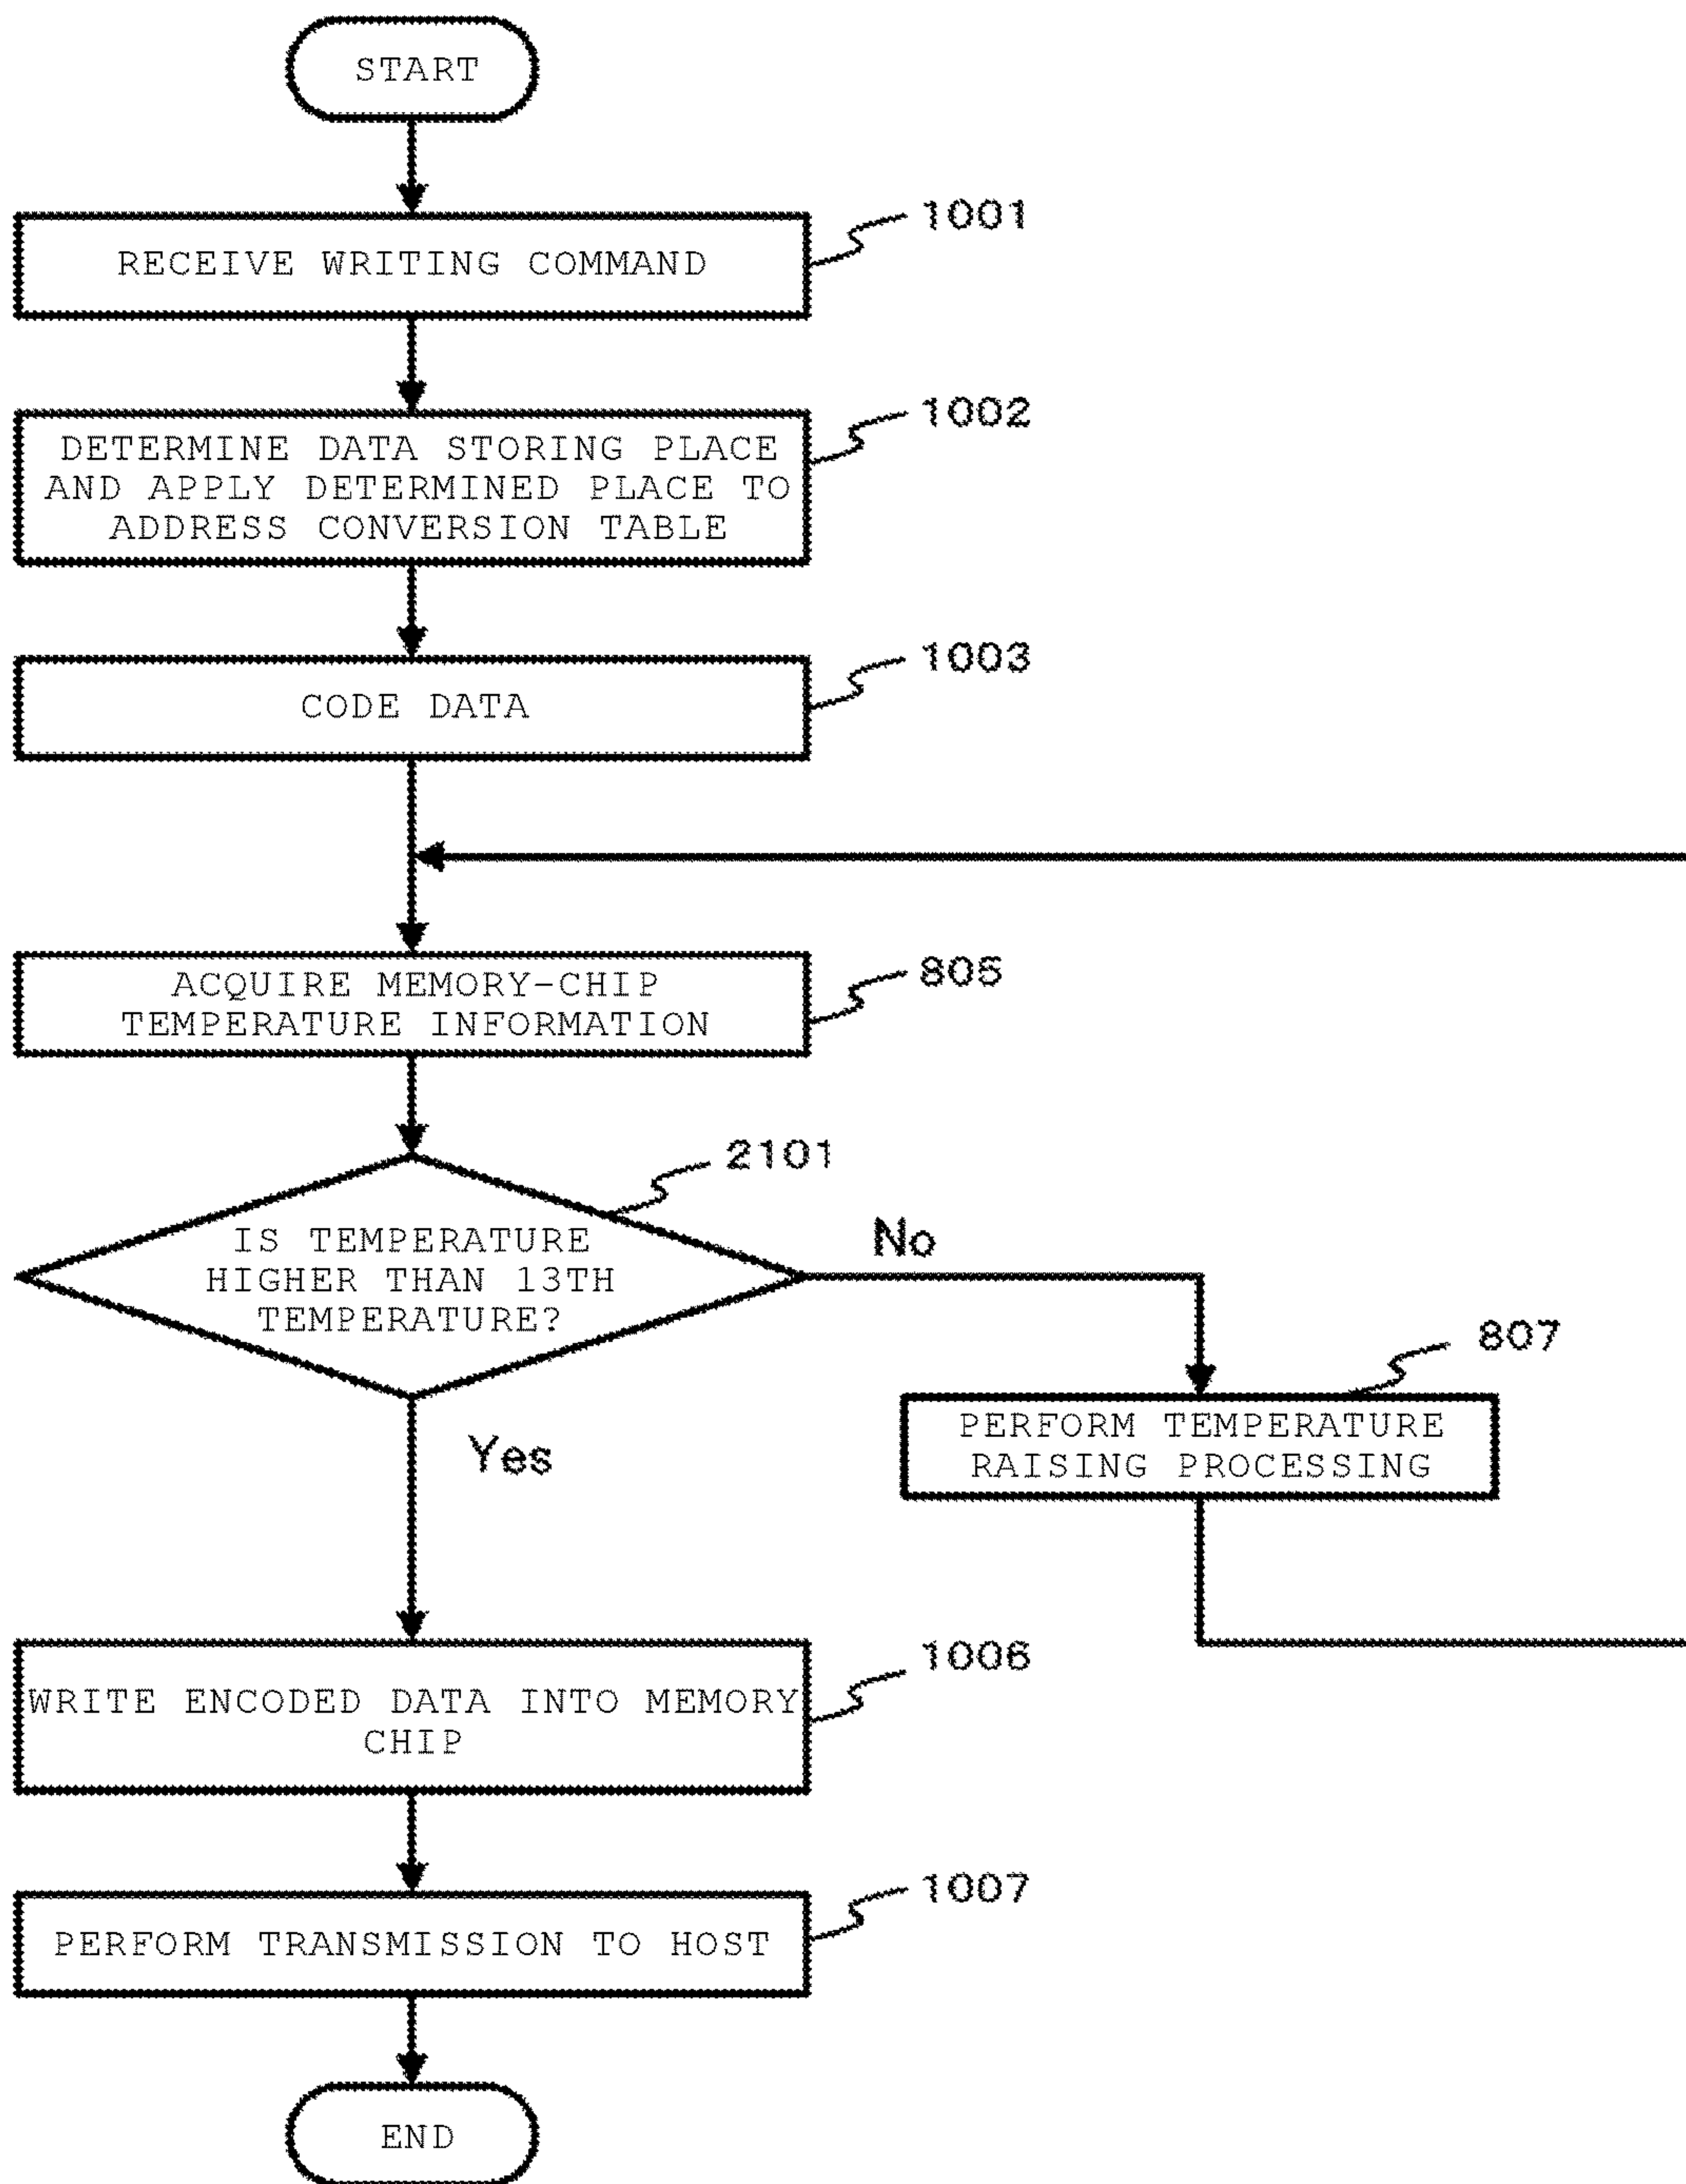 START
RECEIVE WRITING COMMAND
1001
DETERMINE DATA STORING PLACE
AND APPLY DETERMINED PLACE TO
ADDRESS CONVERSION TABLE
1002
CODE DATA
1003
ACQUIRE MEMORY-CHIP
TEMPERATURE INFORMATION
805
2101
IS TEMPERATURE
HIGHER THAN 13TH
TEMPERATURE?
No
Yes
807
PERFORM TEMPERATURE
RAISING PROCESSING
WRITE ENCODED DATA INTO MEMORY
CHIP
1006
PERFORM TRANSMISSION TO HOST
1007
END